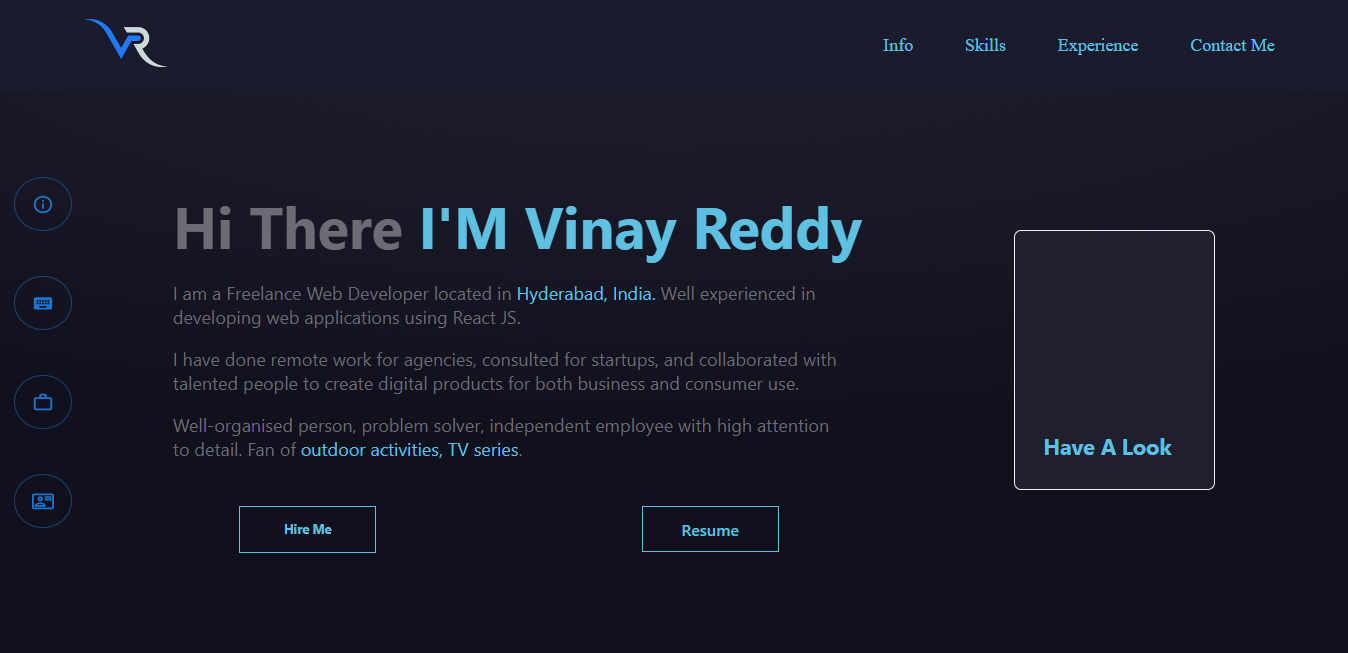 VR
Info Skills Experience Contact Me
Hi There I'M Vinay Reddy
I am a Freelance Web Developer located in Hyderabad, India. Well experienced in
developing web applications using React JS.
I have done remote work for agencies, consulted for startups, and collaborated with
talented people to create digital products for both business and consumer use.
Well-organised person, problem solver, independent employee with high attention
to detail. Fan of outdoor activities, TV series.
Have A Look
Hire Me
Resume